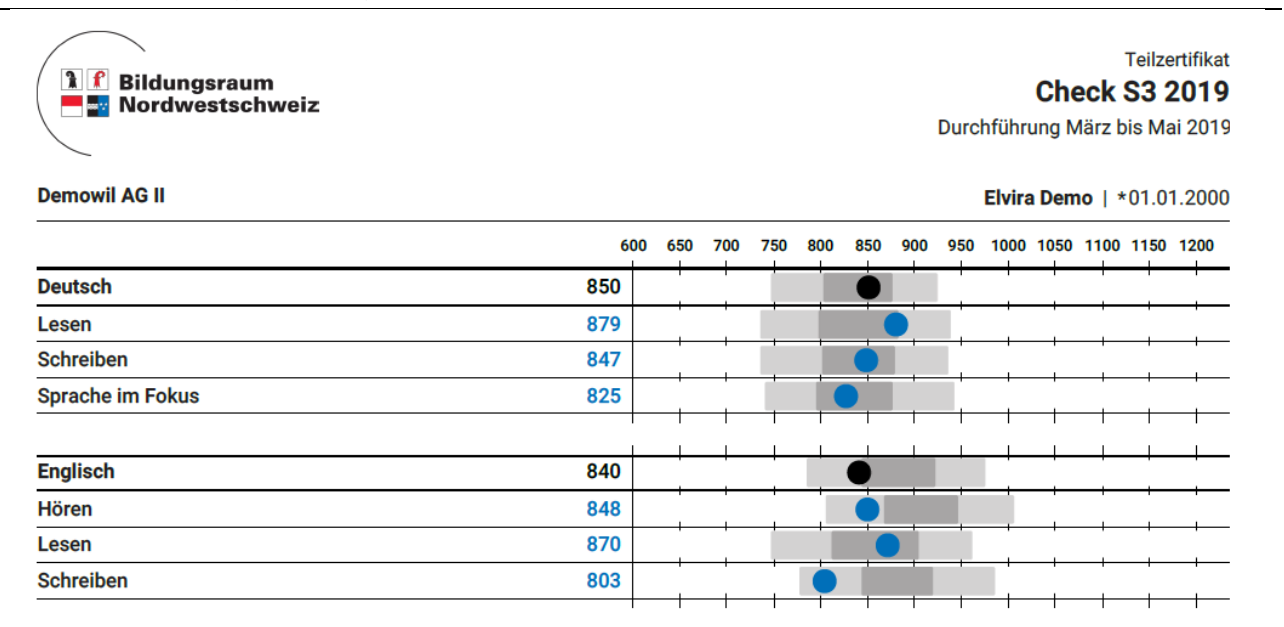 Bildungsraum
Nordwestschweiz
Teilzertifikat
Check S3 2019
Durchführung März bis Mai 2019
Demowil AG II
Elvira Demo | *01.01.2000
600 650 700 750 800 850 900 950 1000 1050 1100 1150 1200
Deutsch 850
Lesen 879
Schreiben 847
Sprache im Fokus 825
Englisch 840
Hören 848
Lesen 870
Schreiben 803